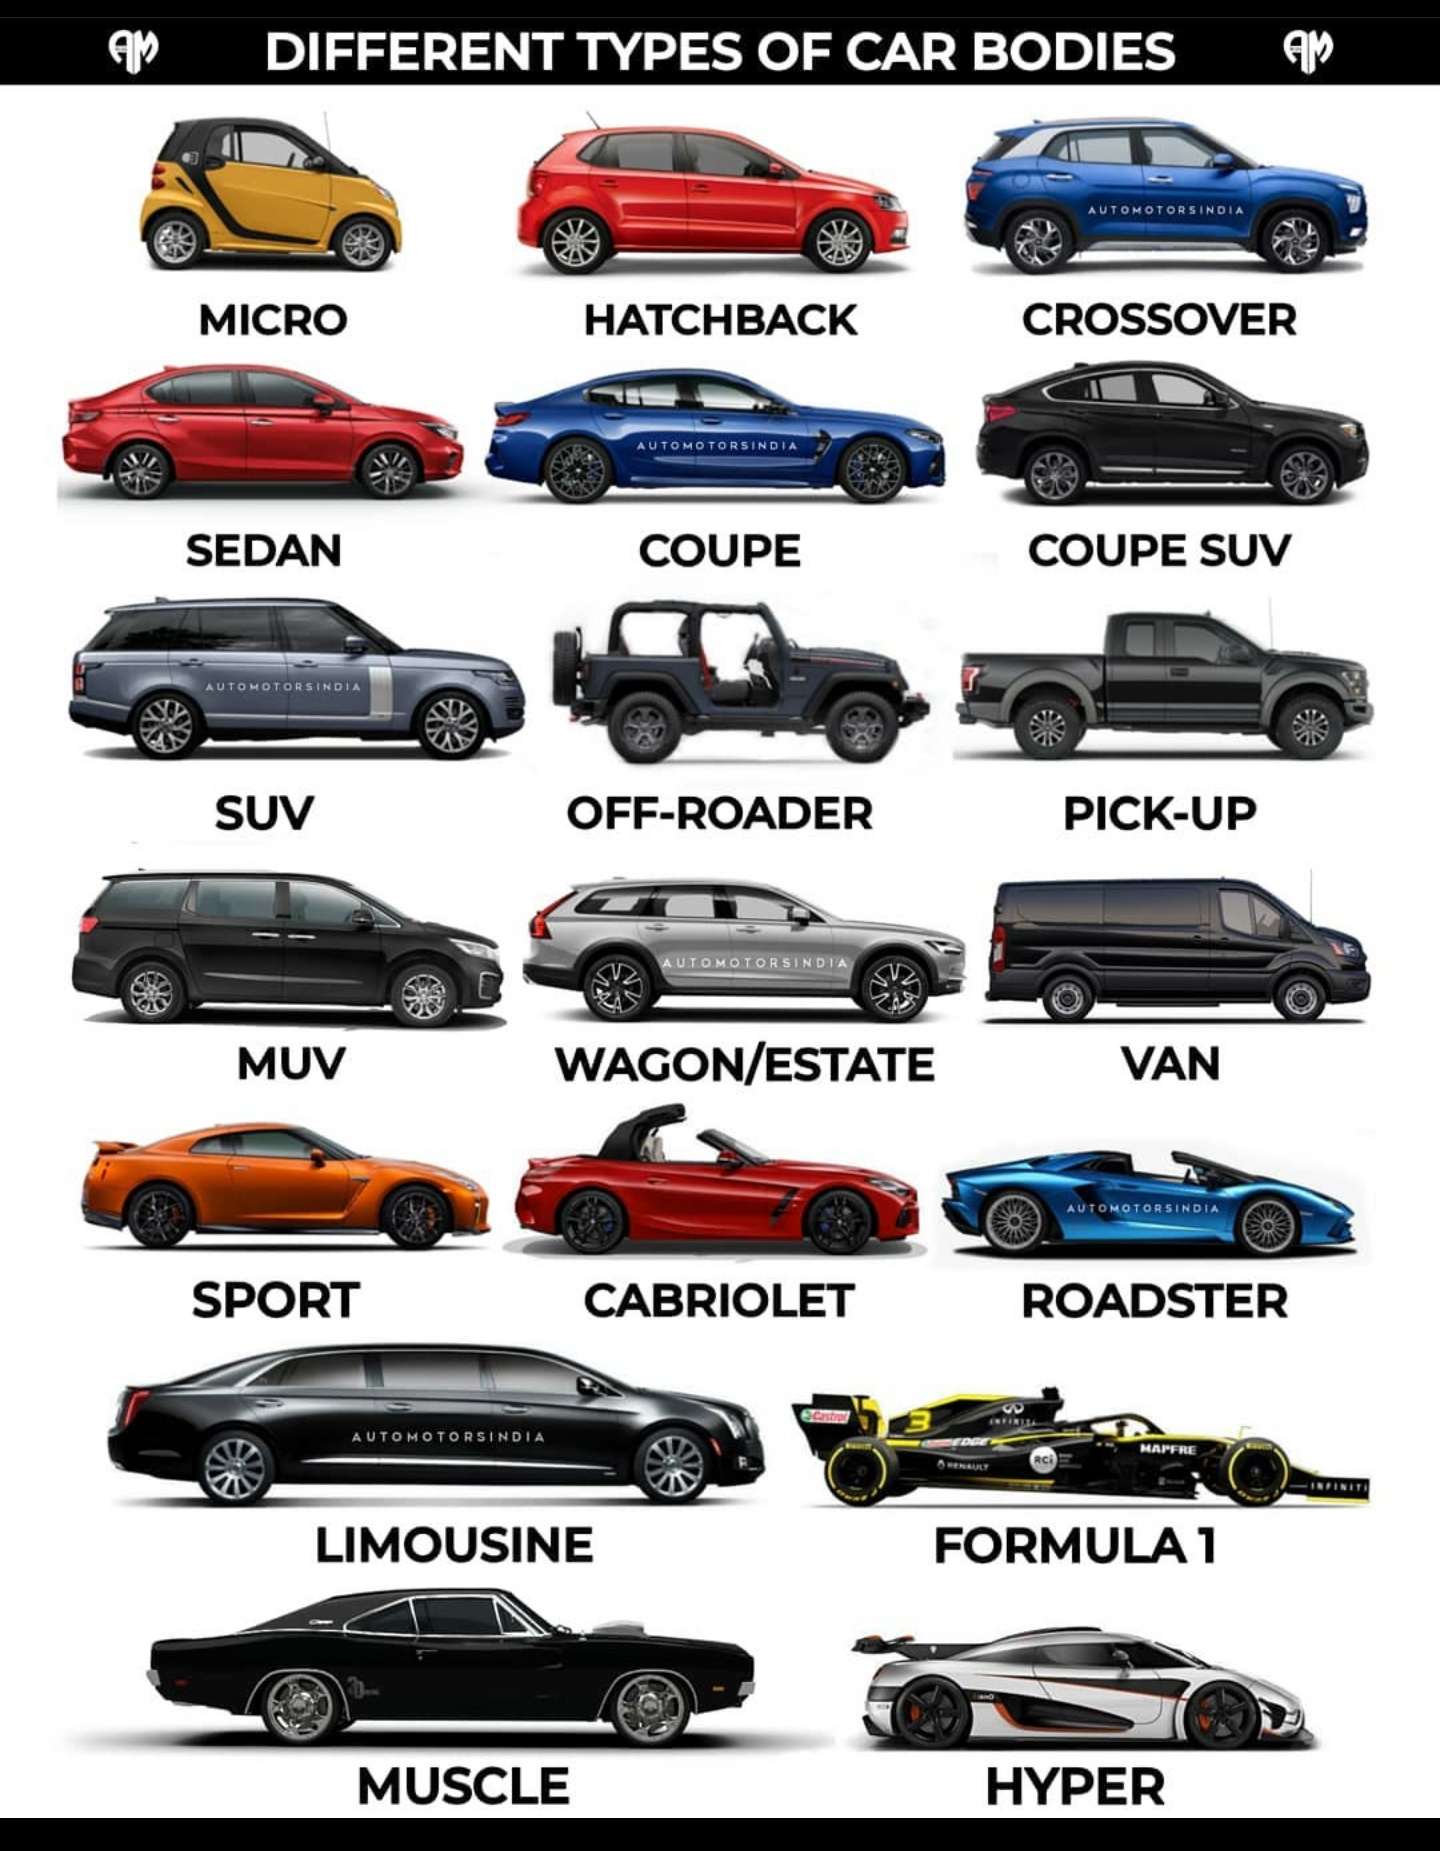 AM DIFFERENT TYPES OF CAR BODIES AM
AUTOMOTORSINDIA
MICRO HATCHBACK CROSSOVER
AUTOMOTORSINDIA
SEDAN COUPE COUPE SUV
AUTOMOTORSINDIA
SUV OFF-ROADER PICK-UP
AUTOMOTORSINDIA
MUV WAGON/ESTATE VAN
AUTOMOTORSINDIA
SPORT CABRIOLET ROADSTER
AUTOMOTORSINDIA
Castrol 3 INFINITI
EDGE MAPFRE
RENAULT RCi INFINITI
LIMOUSINE FORMULA 1
MUSCLE HYPER